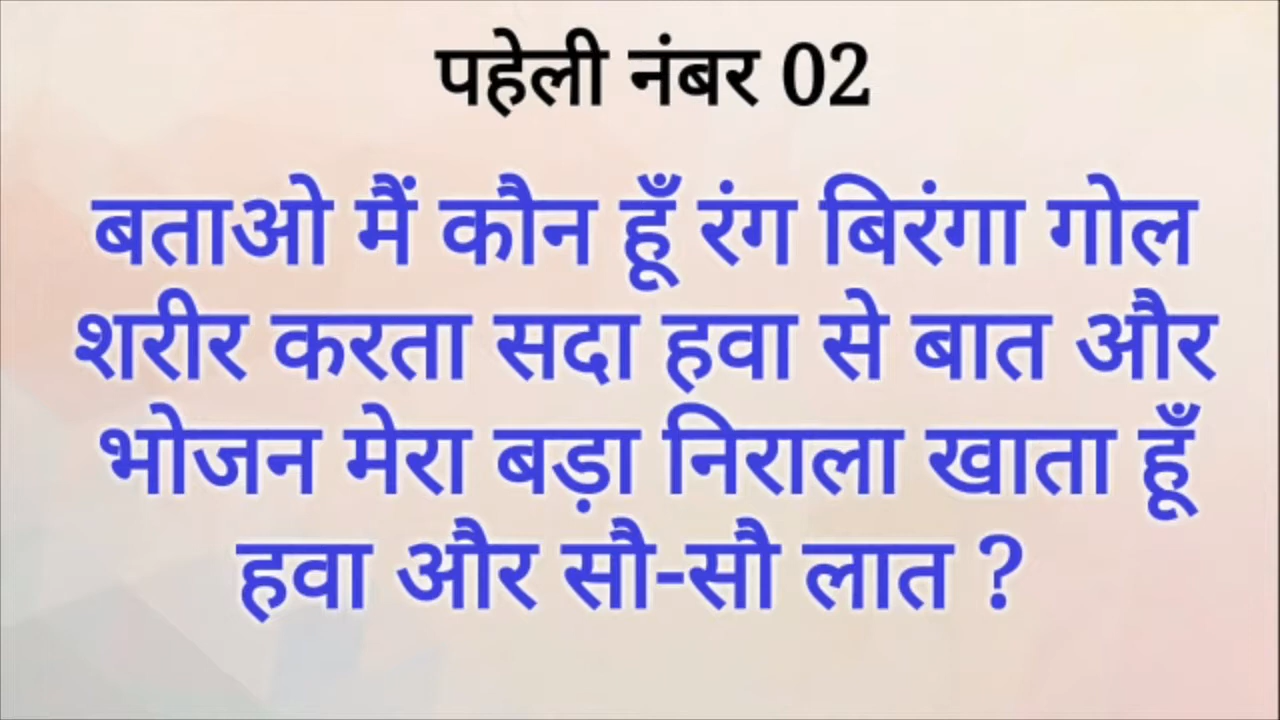 पहेली नंबर 02
बताओ मैं कौन हूँ रंग बिरंगा गोल
शरीर करता सदा हवा से बात और
भोजन मेरा बड़ा निराला खाता हूँ
हवा और सौ-सौ लात ?